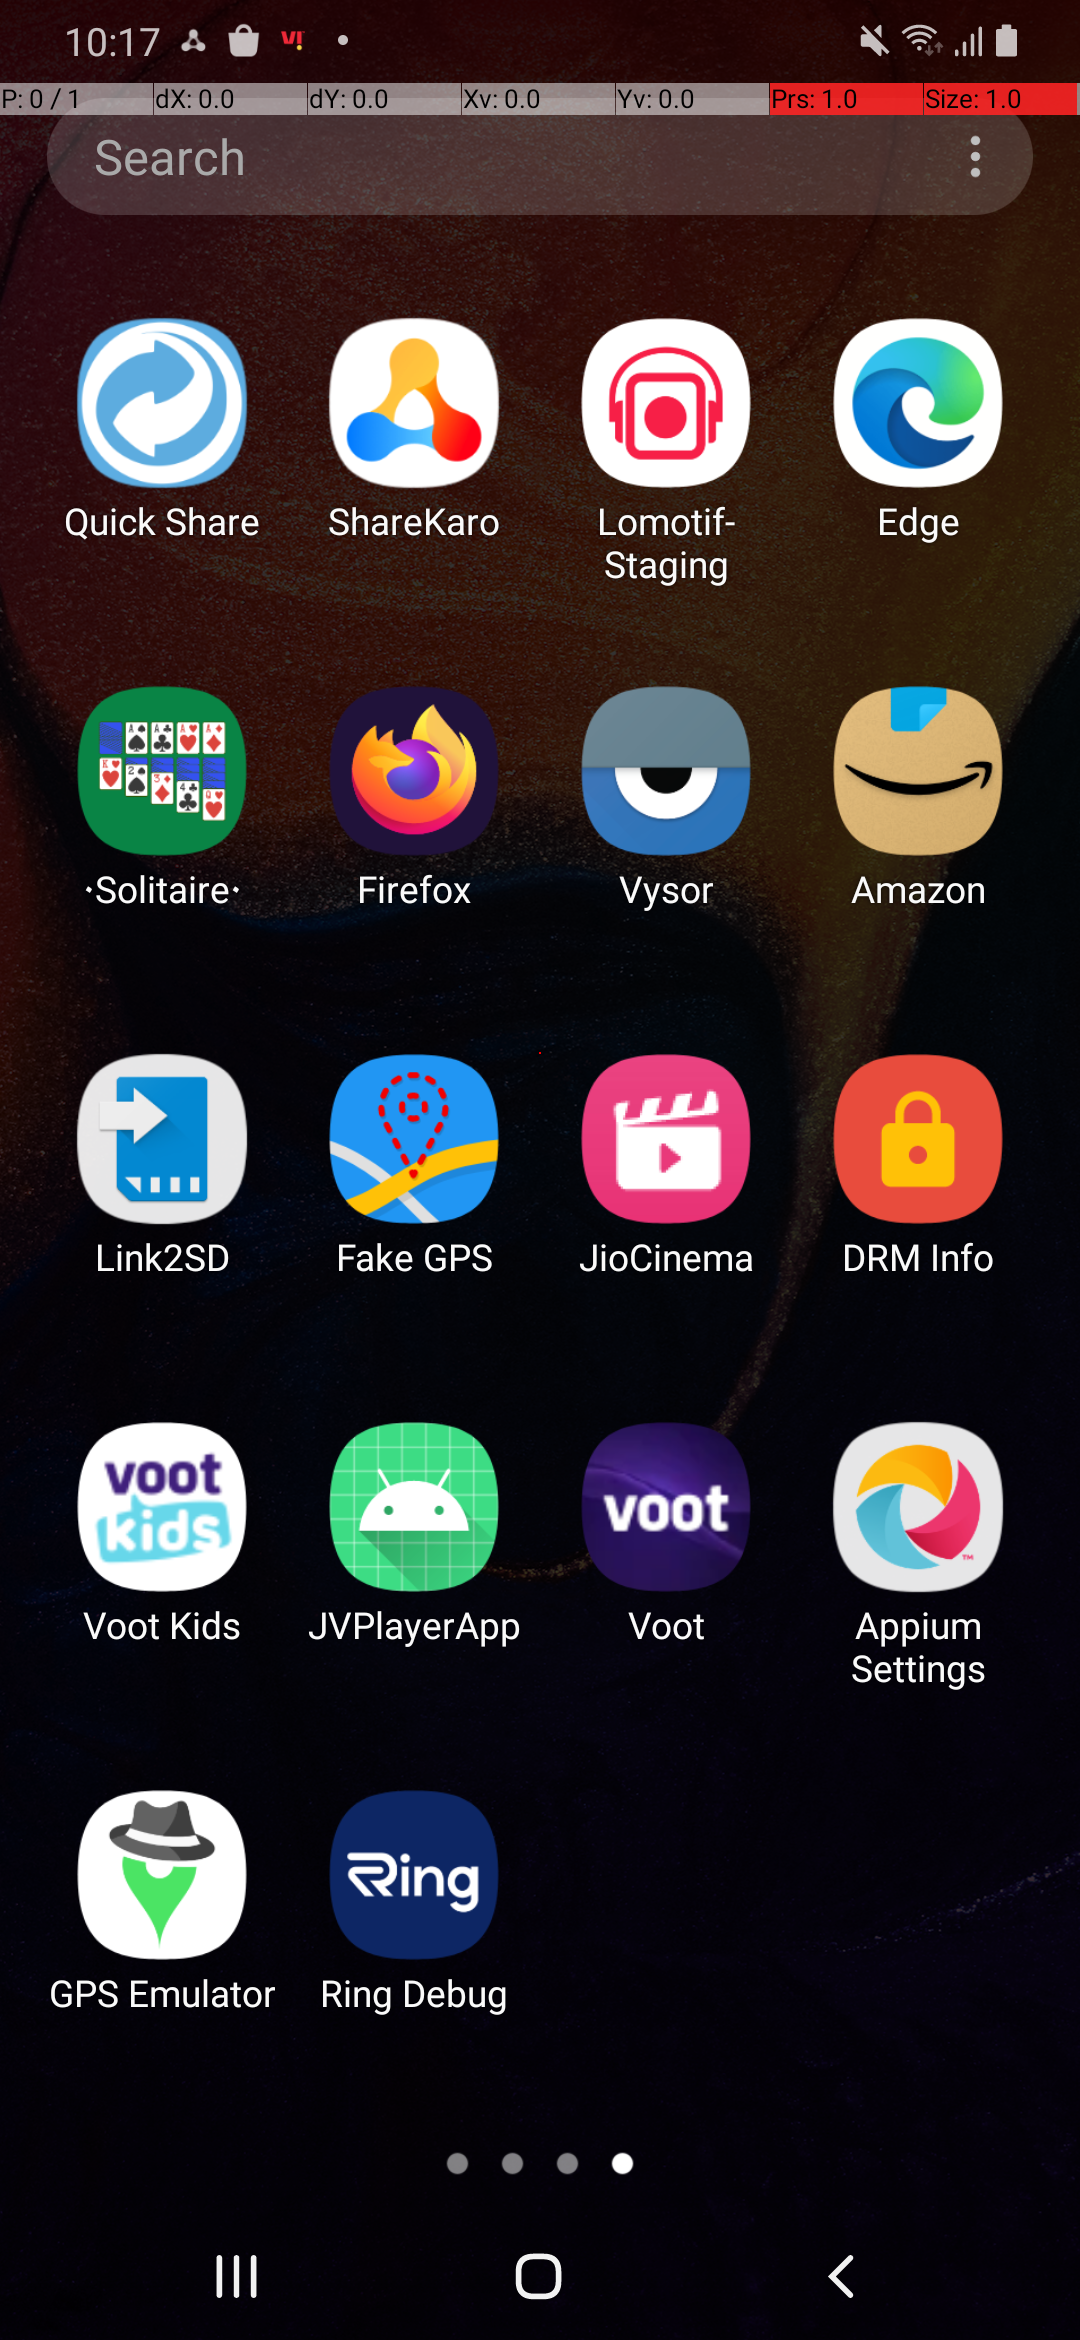 10:17
P: 0 / 1 dX: 0.0 dY: 0.0 Xv: 0.0 Yv: 0.0 Prs: 1.0 Size: 1.0
Search
Quick Share
ShareKaro
Lomotif-
Staging
Edge
·Solitaire·
Firefox
Vysor
Amazon
Link2SD
Fake GPS
JioCinema
DRM Info
voot
kids
voot
Voot Kids
JVPlayerApp
Voot
Appium
Settings
Ring
GPS Emulator
Ring Debug